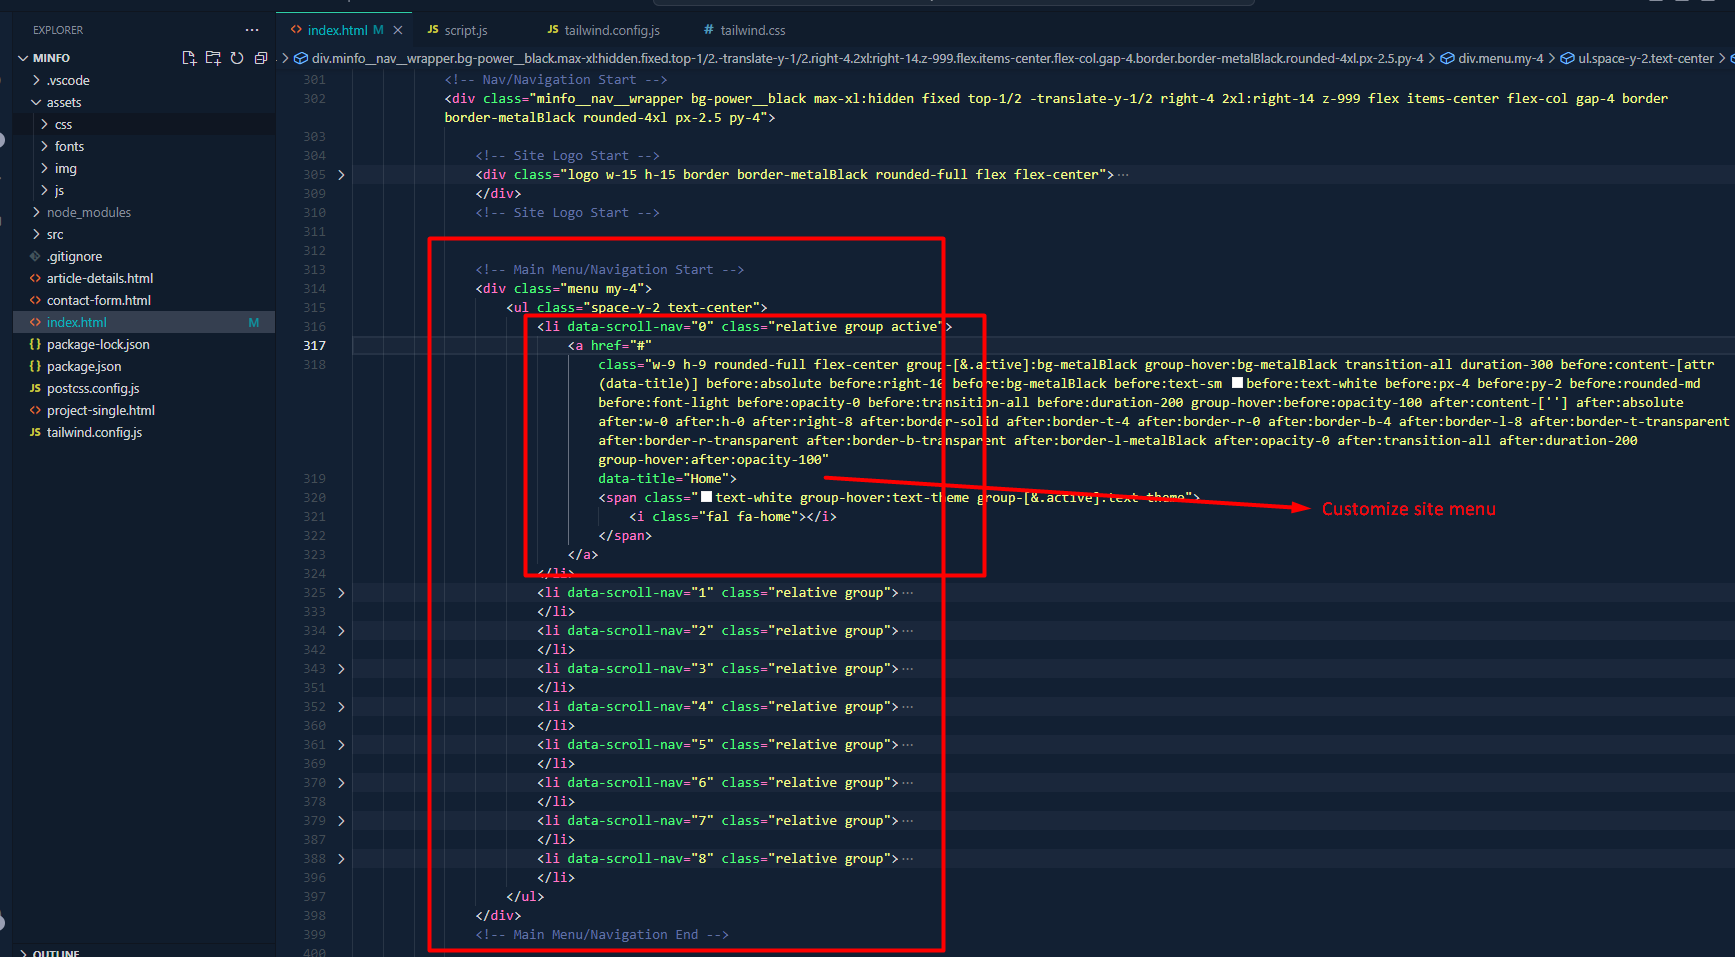 EXPLORER
index.html M
JS script.js
JS tailwind.config.js
# tailwind.css
MINFO
div.minfo__nav__wrapper.bg-power__black.max-xl:hidden.fixed.top-1/2.-translate-y-1/2.right-4.2xl:right-14.z-999.flex.items-center.flex-col.gap-4.border.border-metalBlack.rounded-4xl.px-2.5.py-4 > div.menu.my-4 > ul.space-y-2.text-center >
.vscode
assets
css
fonts
img
js
node_modules
src
.gitignore
article-details.html
contact-form.html
index.html M
{} package-lock.json
{} package.json
JS postcss.config.js
project-single.html
JS tailwind.config.js
OUTLINE
301 <!-- Nav/Navigation Start -->
302 <div class="minfo__nav__wrapper bg-power__black max-xl:hidden fixed top-1/2 -translate-y-1/2 right-4 2xl:right-14 z-999 flex items-center flex-col gap-4 border
border-metalBlack rounded-4xl px-2.5 py-4">
303
304 <!-- Site Logo Start -->
305 <div class="logo w-15 h-15 border border-metalBlack rounded-full flex flex-center">···
309 </div>
310 <!-- Site Logo Start -->
311
312
313 <!-- Main Menu/Navigation Start -->
314 <div class="menu my-4">
315 <ul class="space-y-2 text-center">
316 <li data-scroll-nav="0" class="relative group active">
317 <a href="#"
318 class="w-9 h-9 rounded-full flex-center group-[&.active]:bg-metalBlack group-hover:bg-metalBlack transition-all duration-300 before:content-[attr
(data-title)] before:absolute before:right-10 before:bg-metalBlack before:text-sm before:text-white before:px-4 before:py-2 before:rounded-md
before:font-light before:opacity-0 before:transition-all before:duration-200 group-hover:before:opacity-100 after:content-[''] after:absolute
after:w-0 after:h-0 after:right-8 after:border-solid after:border-t-4 after:border-r-0 after:border-b-4 after:border-l-8 after:border-t-transparent
after:border-r-transparent after:border-b-transparent after:border-l-metalBlack after:opacity-0 after:transition-all after:duration-200
group-hover:after:opacity-100"
319 data-title="Home">
320 <span class="text-white group-hover:text-theme group-[&.active]:text-theme">
Customize site menu
321 <i class="fal fa-home"></i>
322 </span>
323 </a>
324 </li>
325 <li data-scroll-nav="1" class="relative group">···
333 </li>
334 <li data-scroll-nav="2" class="relative group">···
342 </li>
343 <li data-scroll-nav="3" class="relative group">···
351 </li>
352 <li data-scroll-nav="4" class="relative group">···
360 </li>
361 <li data-scroll-nav="5" class="relative group">···
369 </li>
370 <li data-scroll-nav="6" class="relative group">···
378 </li>
379 <li data-scroll-nav="7" class="relative group">···
387 </li>
388 <li data-scroll-nav="8" class="relative group">···
396 </li>
397 </ul>
398 </div>
399 <!-- Main Menu/Navigation End -->
400